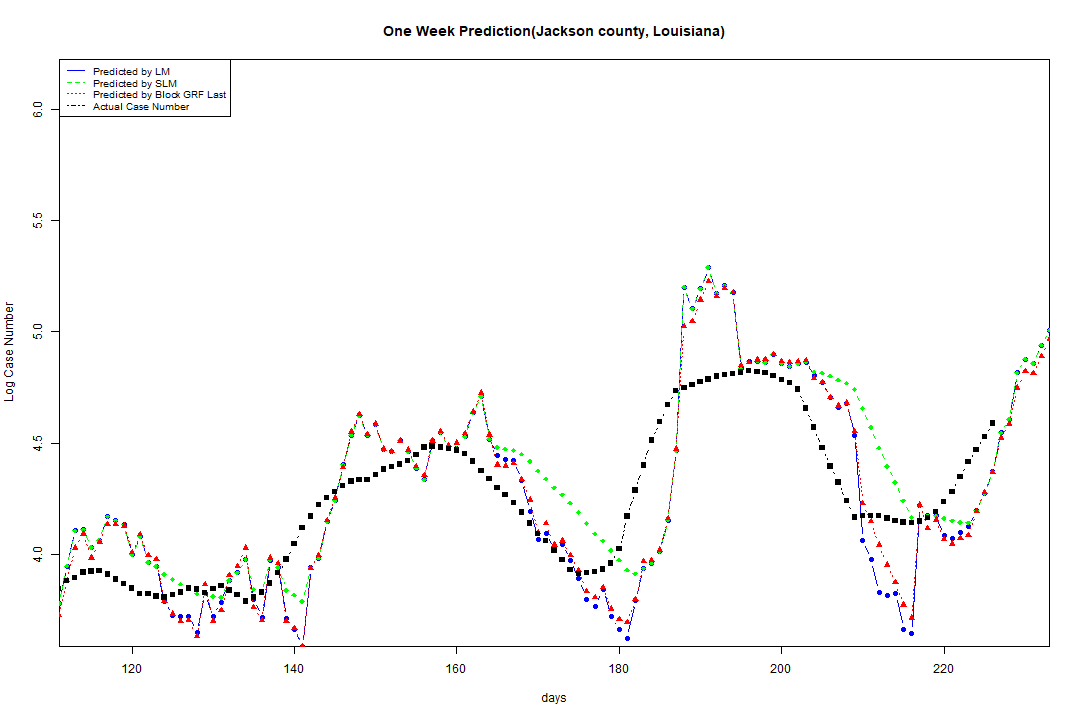 One Week Prediction(Jackson county, Louisiana)
Predicted by LM
Predicted by SLM
Predicted by Block GRF Last
Actual Case Number
6.0
5.5
5.0
4.5
4.0
Log Case Number
120 140 160 180 200 220
days